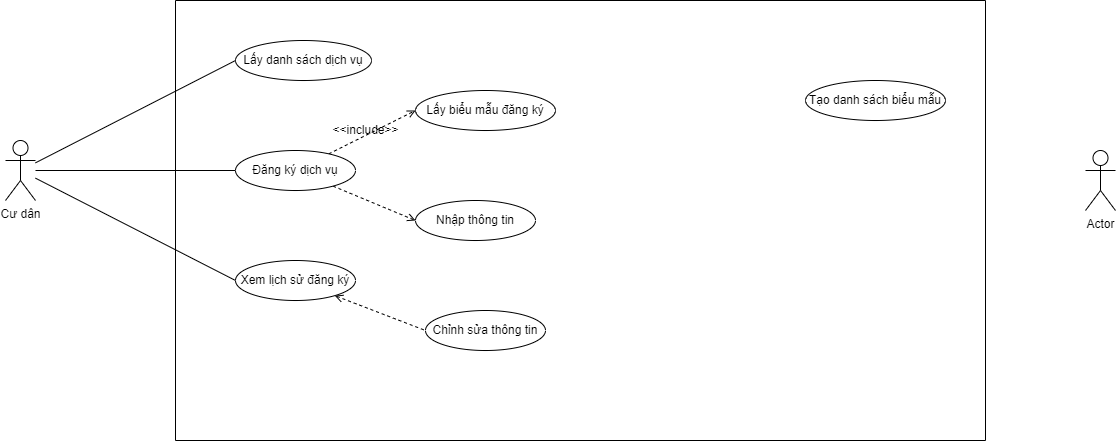 Lấy danh sách dịch vụ
Tạo danh sách biểu mẫu
Lấy biểu mẫu đăng ký
<<include>>
Đăng ký dịch vụ
Cư dân
Nhập thông tin
Actor
Xem lịch sử đăng ký
Chỉnh sửa thông tin